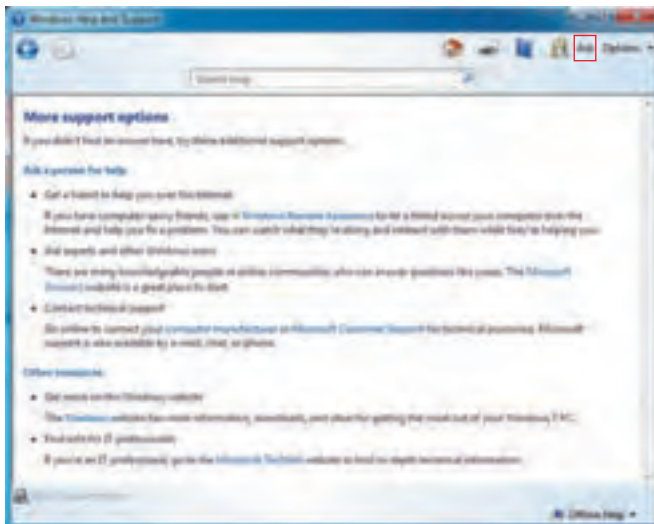 Windows Help and Support
Ask Options
Search Help
More support options
If you didn't find an answer here, try these additional support options.
Ask a person for help
Get a friend to help you over the Internet
If you have computer savvy friends, use Windows Remote Assistance to let a friend access your computer over the
Internet and help you fix a problem. You can watch what they're doing and interact with them while they're helping you.
Ask experts and other Windows users
There are many knowledgeable people in online communities who can answer questions like yours. The Microsoft
website is a great place to start.
Contact technical support
Go online to contact your computer manufacturer or Microsoft Customer Support for technical assistance. Microsoft
support is also available by e-mail, chat, or phone.
Other resources
Get more on the Windows website
The Windows website has more information, downloads, and ideas for getting the most out of your Windows 7 PC.
Find info for IT professionals
If you're an IT professional, go to the Microsoft TechNet website to find in-depth technical information.
Offline Help